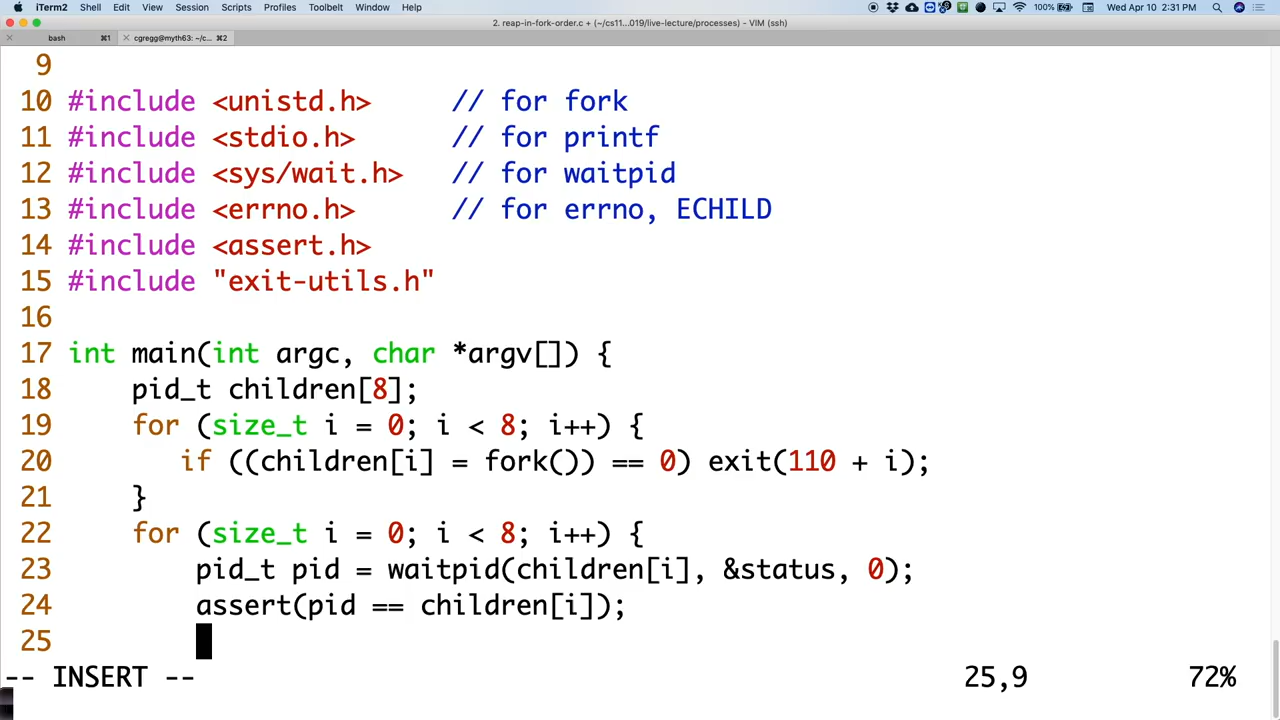 iTerm2 Shell Edit View Session Scripts Profiles Toolbelt Window Help 100% Wed Apr 10 2:31 PM
2. reap-in-fork-order.c + (~/cs11...019/live-lecture/processes) - VIM (ssh)
bash ⌘1 cgregg@myth63: ~/c... ⌘2
9
10 #include <unistd.h> // for fork
11 #include <stdio.h> // for printf
12 #include <sys/wait.h> // for waitpid
13 #include <errno.h> // for errno, ECHILD
14 #include <assert.h>
15 #include "exit-utils.h"
16
17 int main(int argc, char *argv[]) {
18 pid_t children[8];
19 for (size_t i = 0; i < 8; i++) {
20 if ((children[i] = fork()) == 0) exit(110 + i);
21 }
22 for (size_t i = 0; i < 8; i++) {
23 pid_t pid = waitpid(children[i], &status, 0);
24 assert(pid == children[i]);
25
-- INSERT -- 25,9 72%